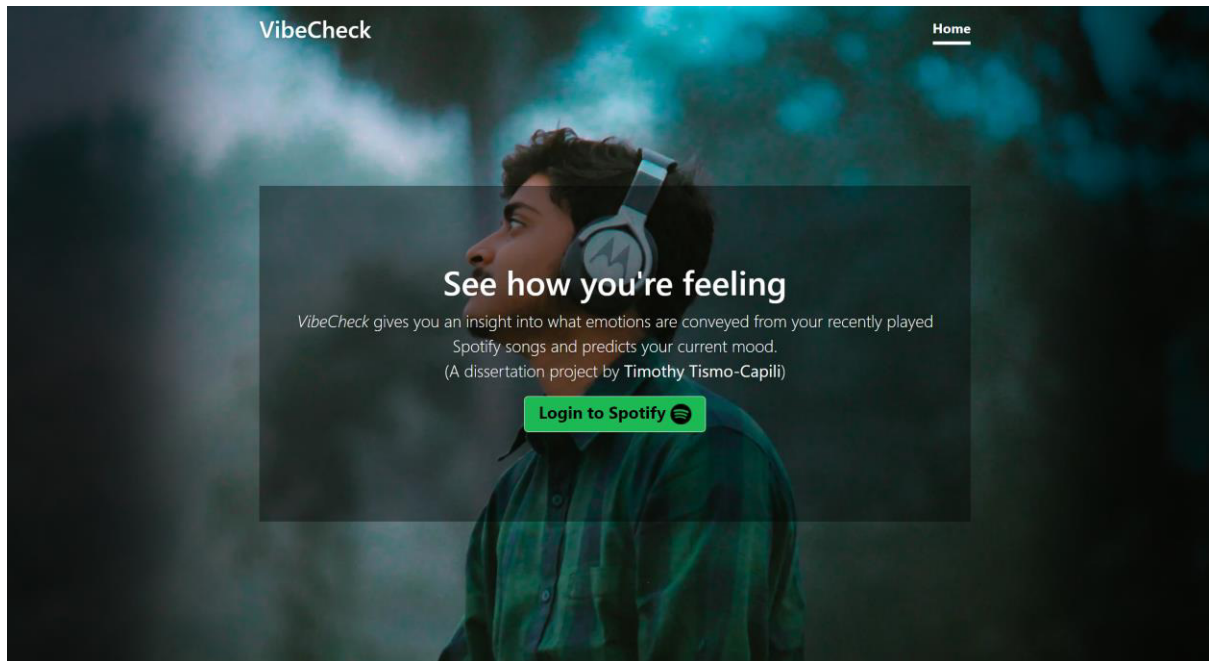 VibeCheck
Home
See how you're feeling
VibeCheck gives you an insight into what emotions are conveyed from your recently played
Spotify songs and predicts your current mood.
(A dissertation project by Timothy Tismo-Capili)
Login to Spotify